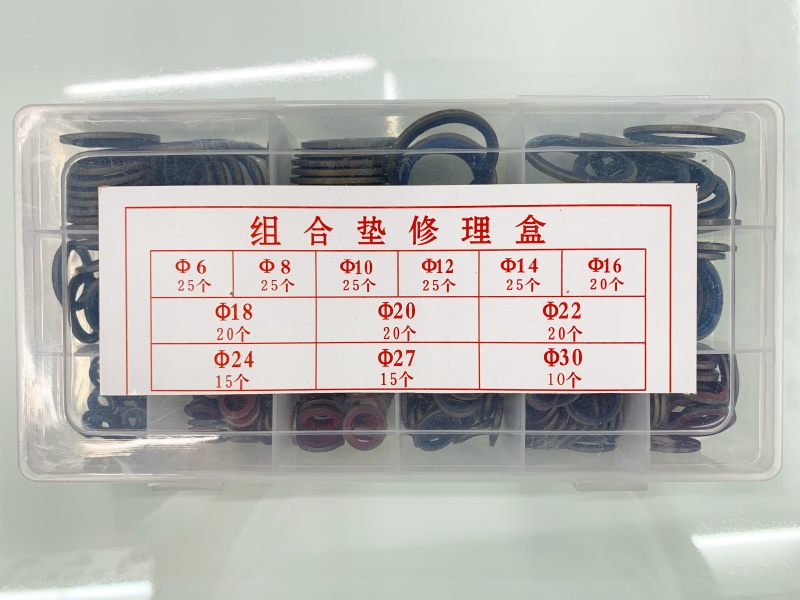 组合垫修理盒
Φ6 Φ8 Φ10 Φ12 Φ14 Φ16
25个 25个 25个 25个 25个 20个
Φ18 Φ20 Φ22
20个 20个 20个
Φ24 Φ27 Φ30
15个 15个 10个